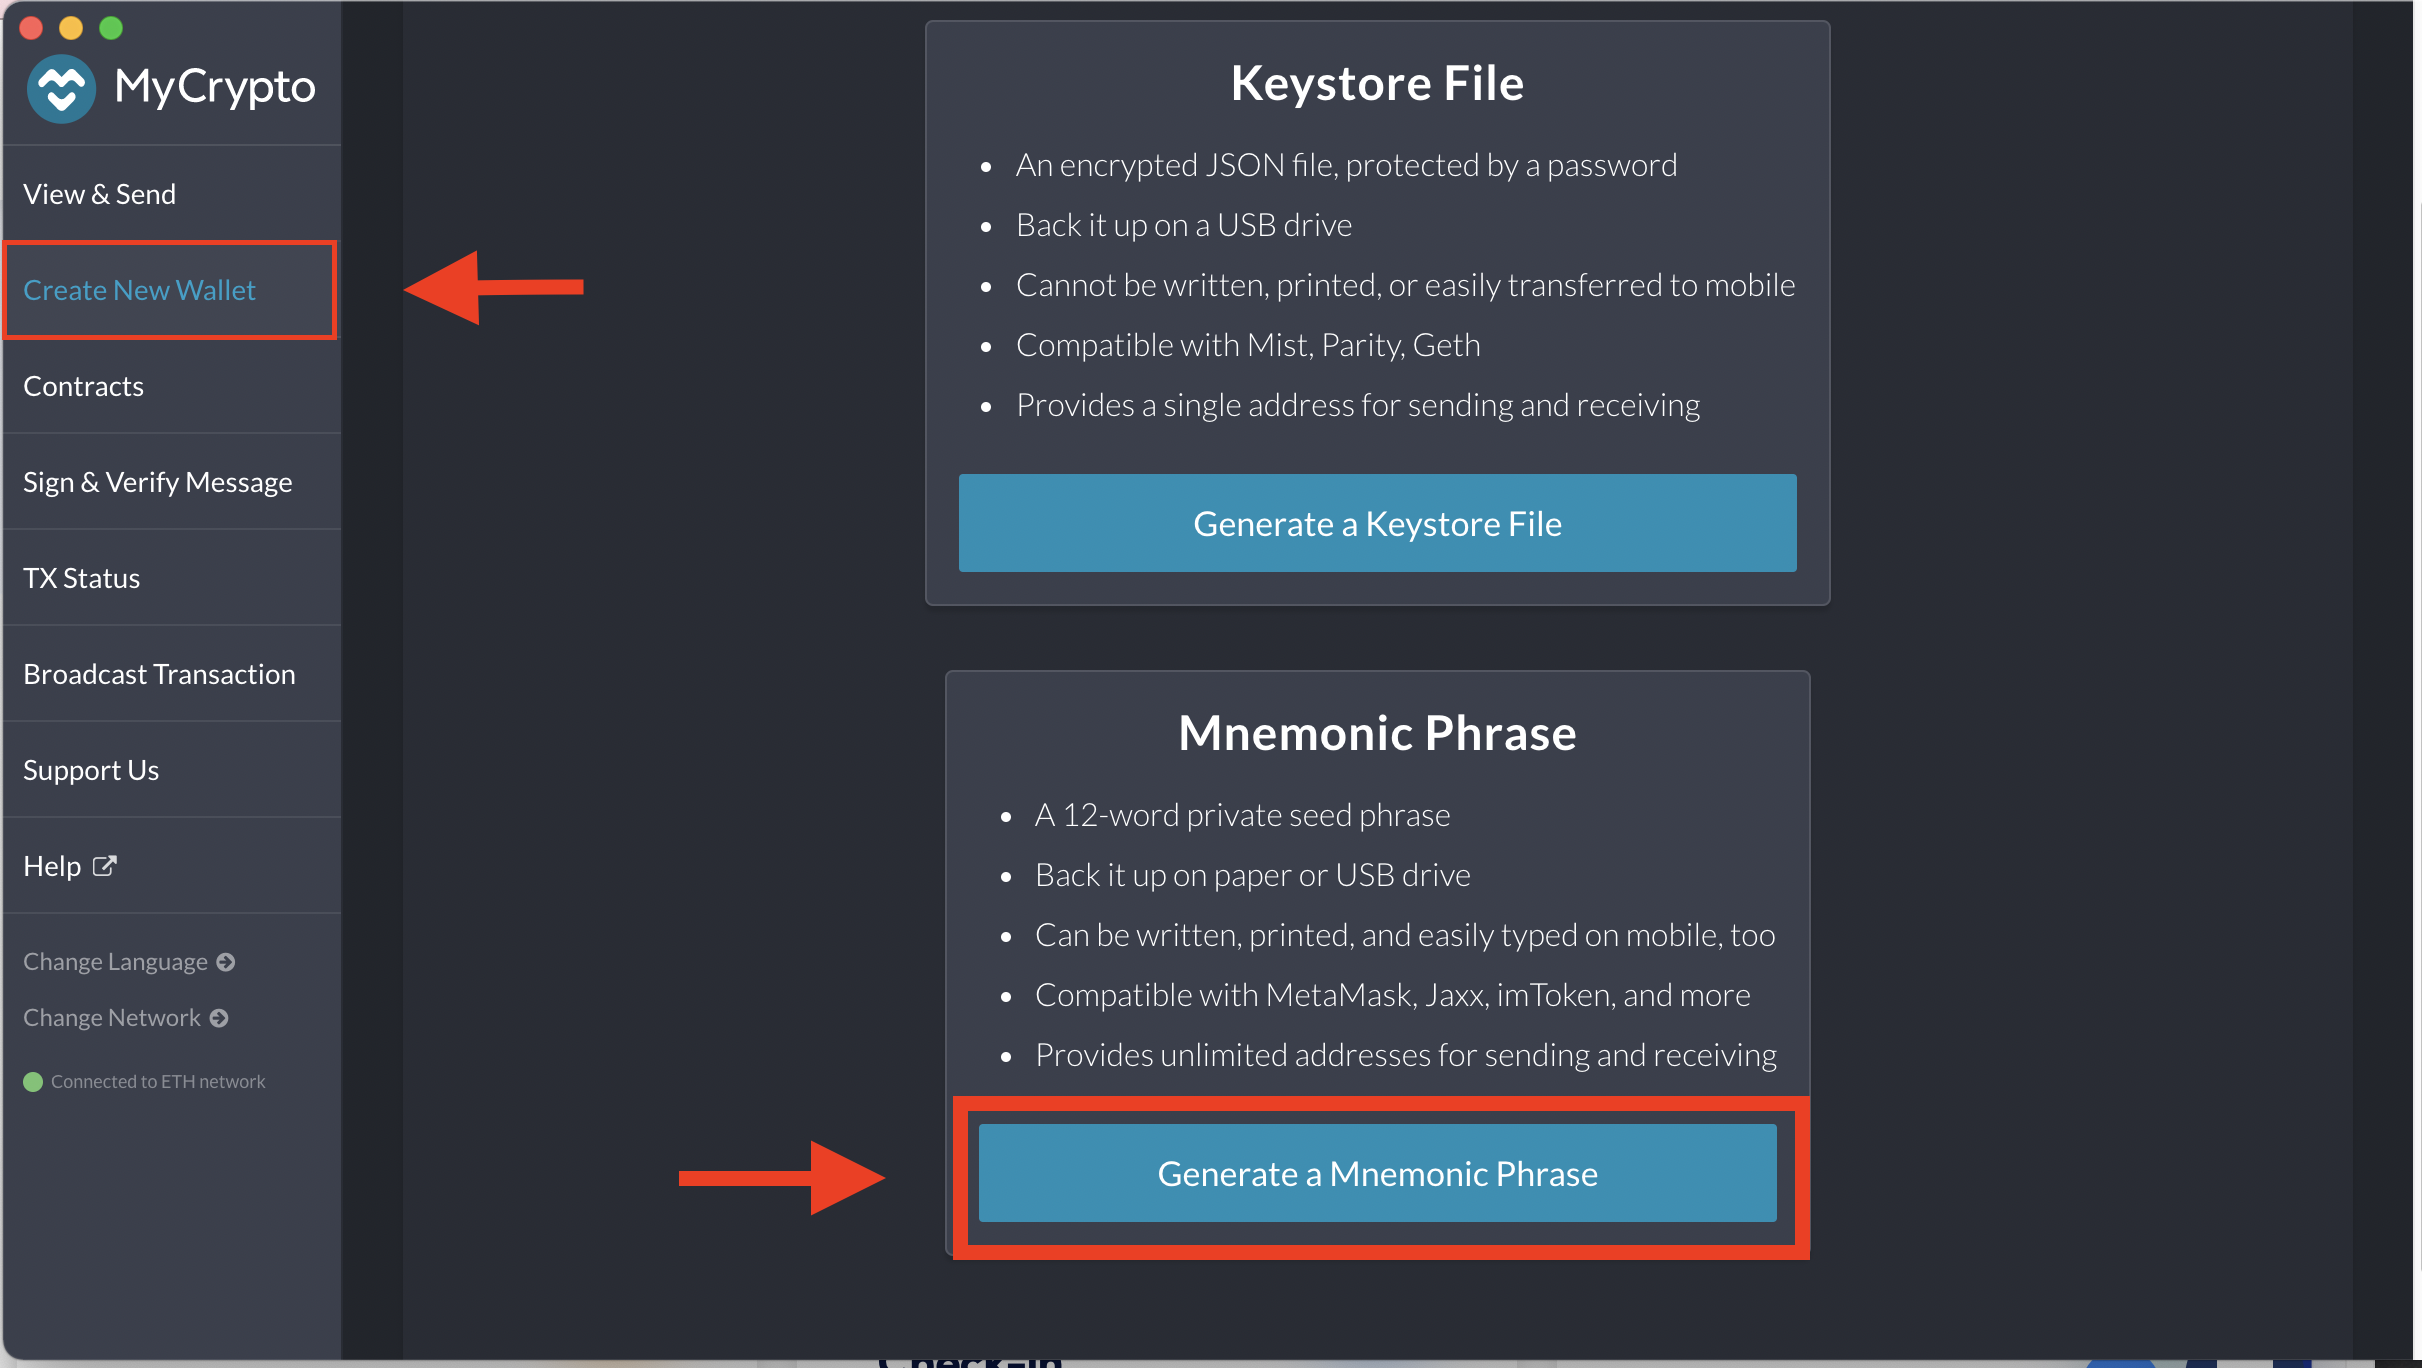 MyCrypto
View & Send
Create New Wallet
Contracts
Sign & Verify Message
TX Status
Broadcast Transaction
Support Us
Help
Change Language
Change Network
Connected to ETH network
Keystore File
An encrypted JSON file, protected by a password
Back it up on a USB drive
Cannot be written, printed, or easily transferred to mobile
Compatible with Mist, Parity, Geth
Provides a single address for sending and receiving
Generate a Keystore File
Mnemonic Phrase
A 12-word private seed phrase
Back it up on paper or USB drive
Can be written, printed, and easily typed on mobile, too
Compatible with MetaMask, Jaxx, imToken, and more
Provides unlimited addresses for sending and receiving
Generate a Mnemonic Phrase
Check-in